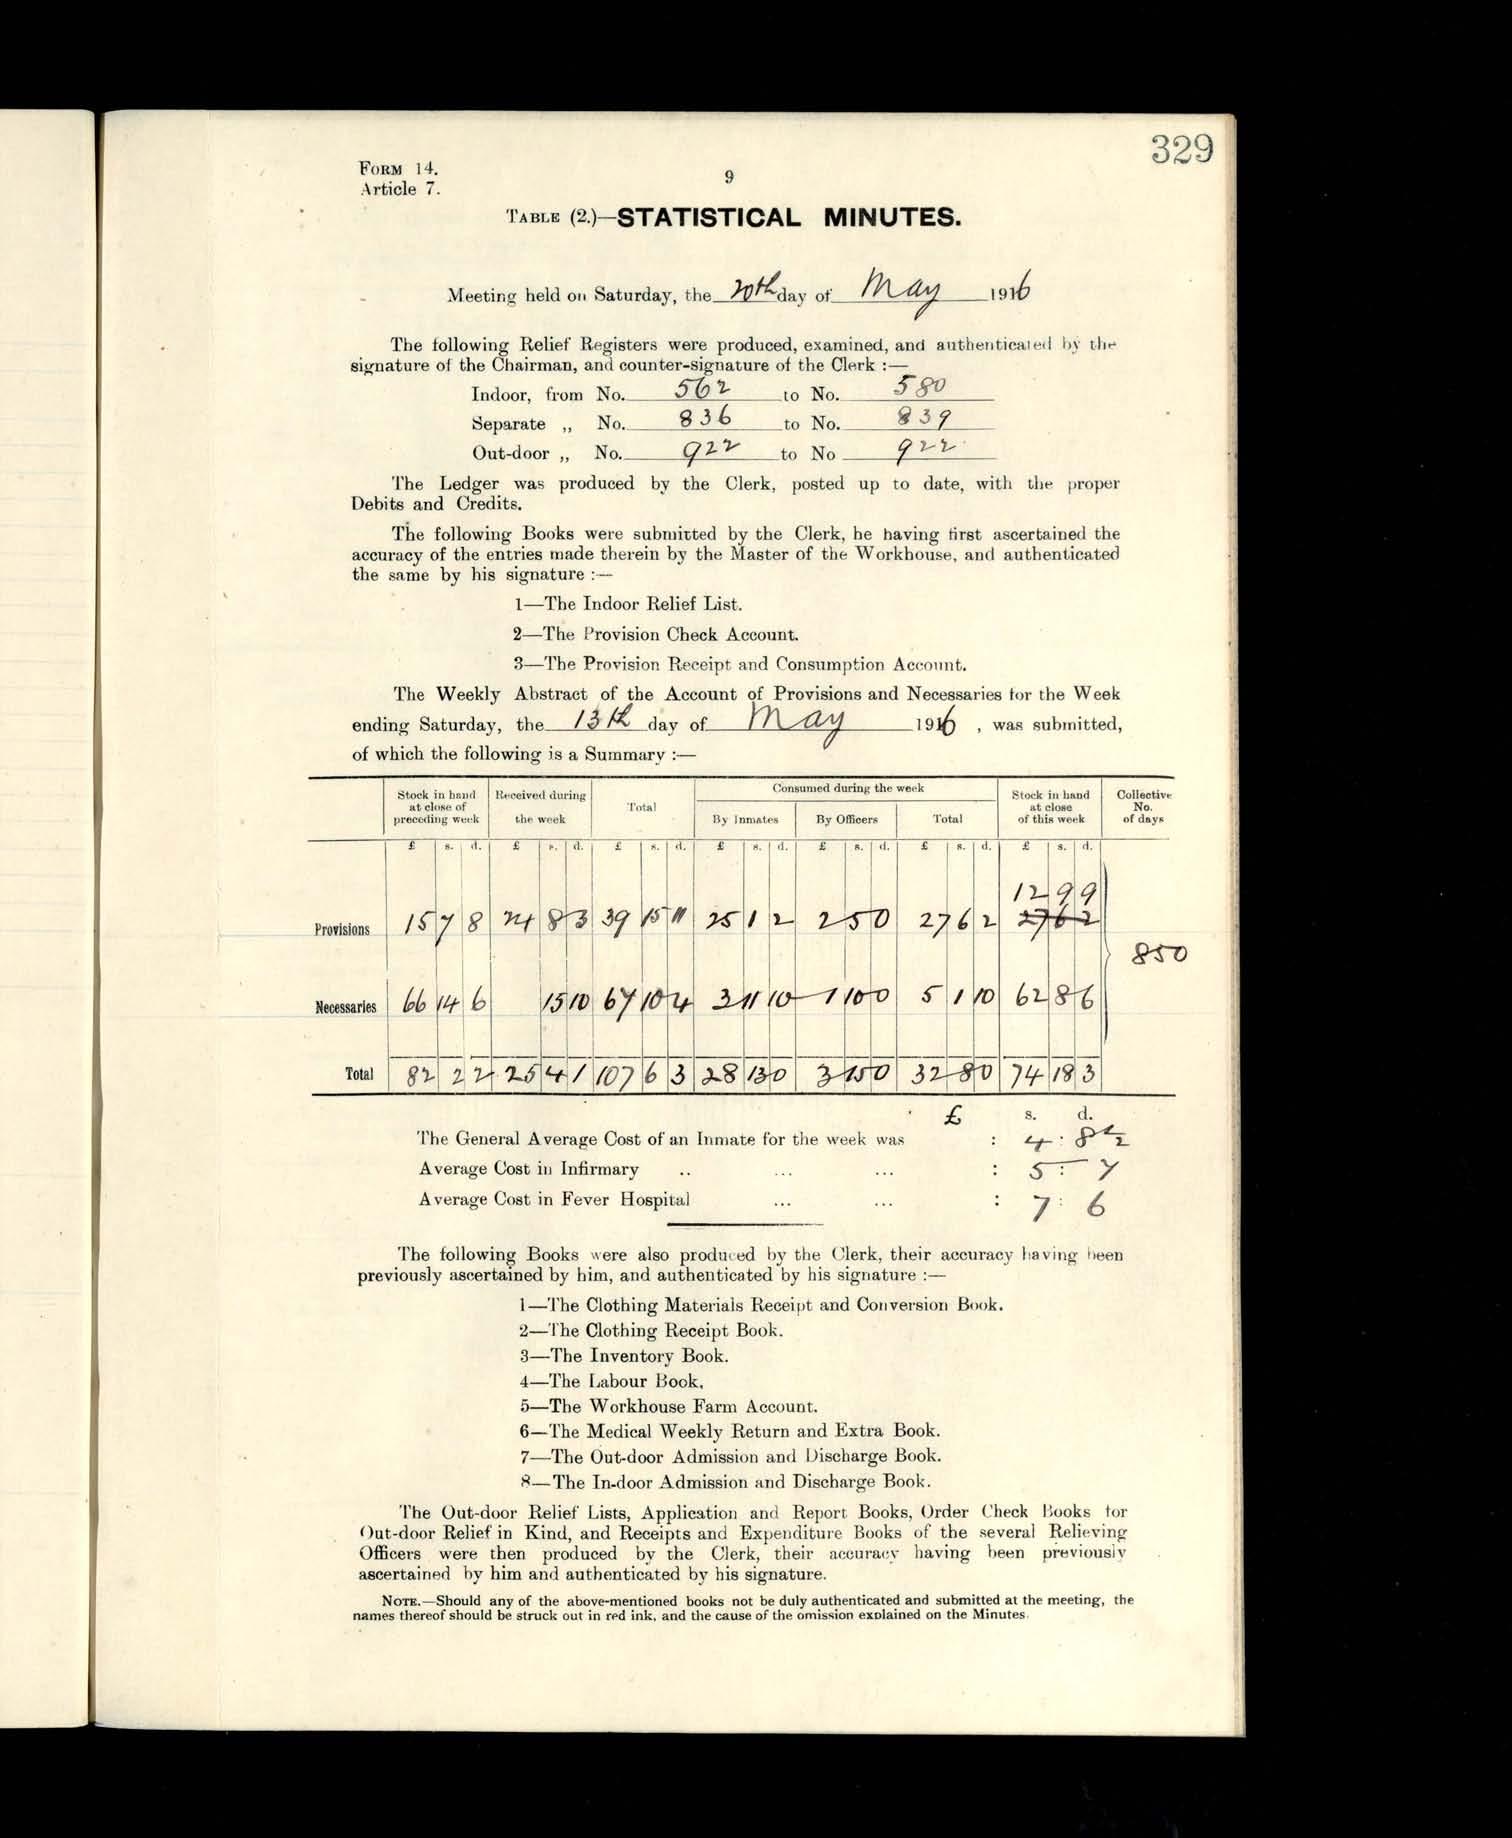 329
FORM 14.
Article 7.
9
TABLE (2.)—STATISTICAL MINUTES.
Meeting held on Saturday, the 20th day of May 1916
The following Relief Registers were produced, examined, and authenticated by the
signature of the Chairman, and counter-signature of the Clerk :—
Indoor, from No. 562 to No. 580
Separate „ No. 836 to No. 839
Out-door „ No. 922 to No 922
The Ledger was produced by the Clerk, posted up to date, with the proper
Debits and Credits.
The following Books were submitted by the Clerk, he having first ascertained the
accuracy of the entries made therein by the Master of the Workhouse, and authenticated
the same by his signature :—
1—The Indoor Relief List.
2—The Provision Check Account.
3—The Provision Receipt and Consumption Account.
The Weekly Abstract of the Account of Provisions and Necessaries for the Week
ending Saturday, the 13th day of May 1916 , was submitted,
of which the following is a Summary :—
Stock in hand at close of preceding week Received during the week Total Consumed during the week By Inmates By Officers Total Stock in hand at close of this week Collective No. of days
£ s. d. £ s. d. £ s. d. £ s. d. £ s. d. £ s. d. £ s. d.
12 9 9
Provisions 15 7 8 24 8 3 39 15 11 25 1 2 2 5 0 27 6 2 27 6 2
850
Necessaries 66 14 6 15 10 67 10 4 3 11 10 1 10 0 5 1 10 62 8 6
Total 82 2 2 25 4 1 107 6 3 28 13 0 3 15 0 32 8 0 74 18 3
£ s. d.
The General Average Cost of an Inmate for the week was : 4 : 8½
Average Cost in Infirmary .. ... ... : 5 : 7
Average Cost in Fever Hospital ... ... : 7 : 6
The following Books were also produced by the Clerk, their accuracy having been
previously ascertained by him, and authenticated by his signature :—
1—The Clothing Materials Receipt and Conversion Book.
2—The Clothing Receipt Book.
3—The Inventory Book.
4—The Labour Book.
5—The Workhouse Farm Account.
6—The Medical Weekly Return and Extra Book.
7—The Out-door Admission and Discharge Book.
8—The In-door Admission and Discharge Book.
The Out-door Relief Lists, Application and Report Books, Order Check Books for
Out-door Relief in Kind, and Receipts and Expenditure Books of the several Relieving
Officers were then produced by the Clerk, their accuracy having been previously
ascertained by him and authenticated by his signature.
NOTE.—Should any of the above-mentioned books not be duly authenticated and submitted at the meeting, the
names thereof should be struck out in red ink, and the cause of the omission explained on the Minutes.